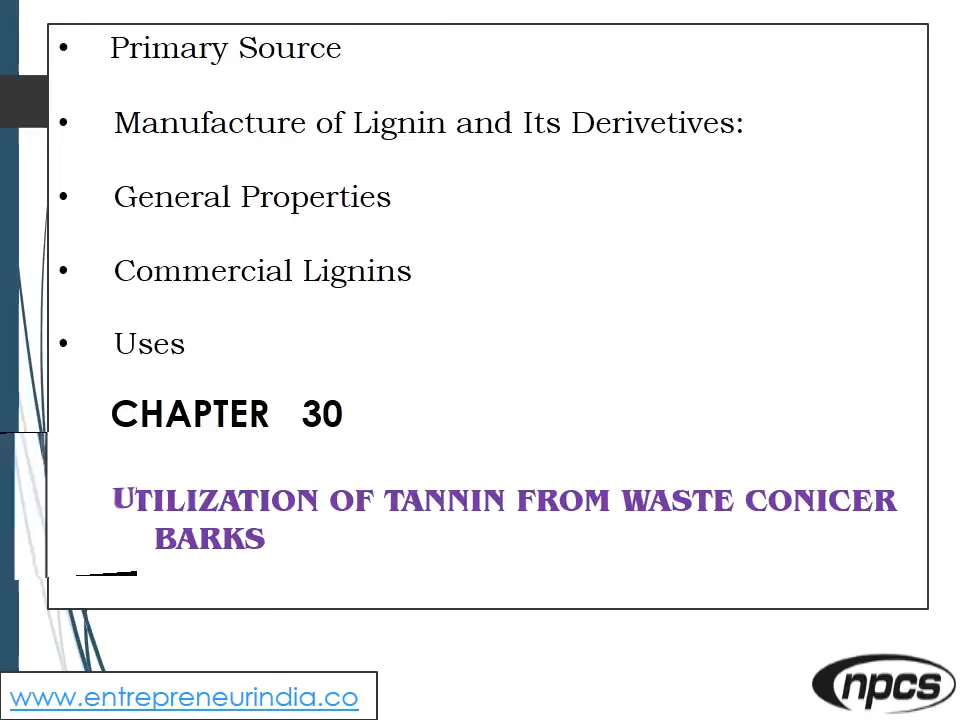 • Primary Source
• Manufacture of Lignin and Its Derivetives:
• General Properties
• Commercial Lignins
• Uses
CHAPTER 30
UTILIZATION OF TANNIN FROM WASTE CONICER
BARKS
www.entrepreneurindia.co
npcs